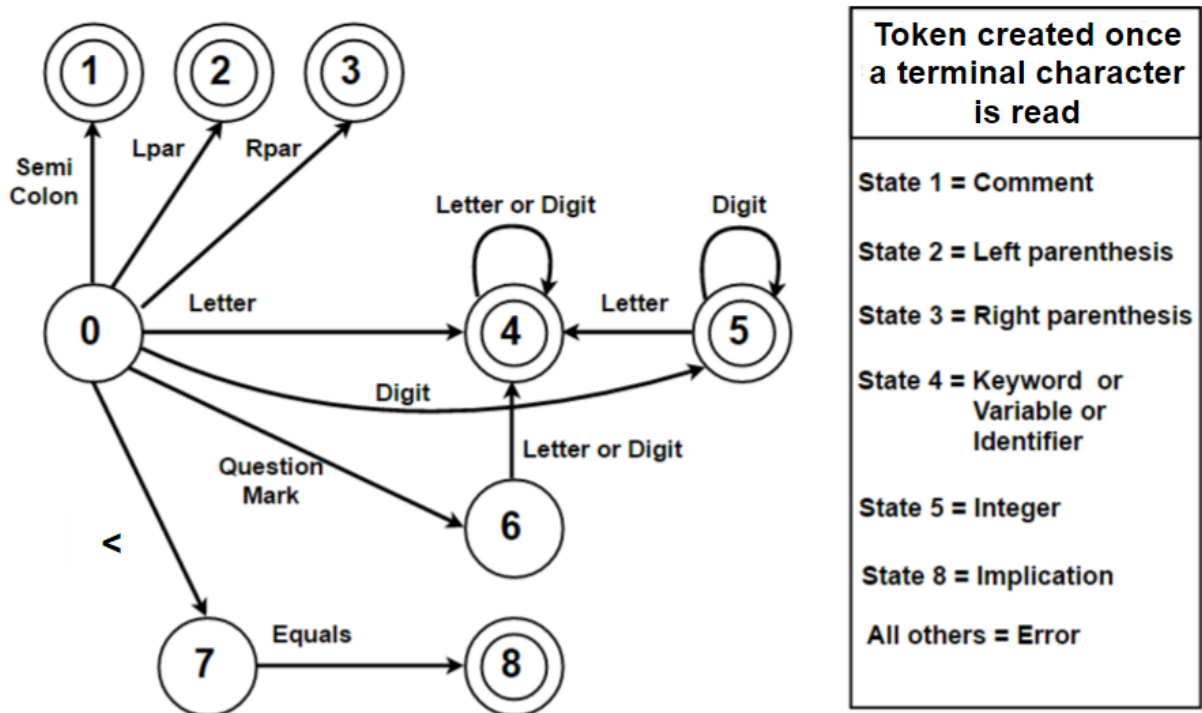 1
2
3
Semi
Colon
Lpar
Rpar
Letter or Digit
Digit
0
Letter
4
Letter
5
Digit
Letter or Digit
Question
Mark
6
<
7
Equals
8
Token created once
a terminal character
is read
State 1 = Comment
State 2 = Left parenthesis
State 3 = Right parenthesis
State 4 = Keyword or
Variable or
Identifier
State 5 = Integer
State 8 = Implication
All others = Error